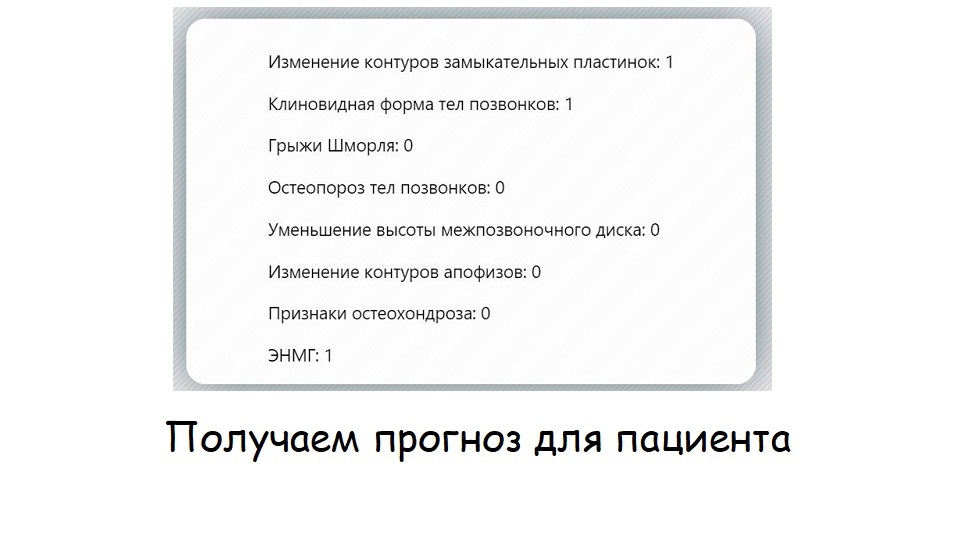 Изменение контуров замыкательных пластинок: 1
Клиновидная форма тел позвонков: 1
Грыжи Шморля: 0
Остеопороз тел позвонков: 0
Уменьшение высоты межпозвоночного диска: 0
Изменение контуров апофизов: 0
Признаки остеохондроза: 0
ЭНМГ: 1
Получаем прогноз для пациента